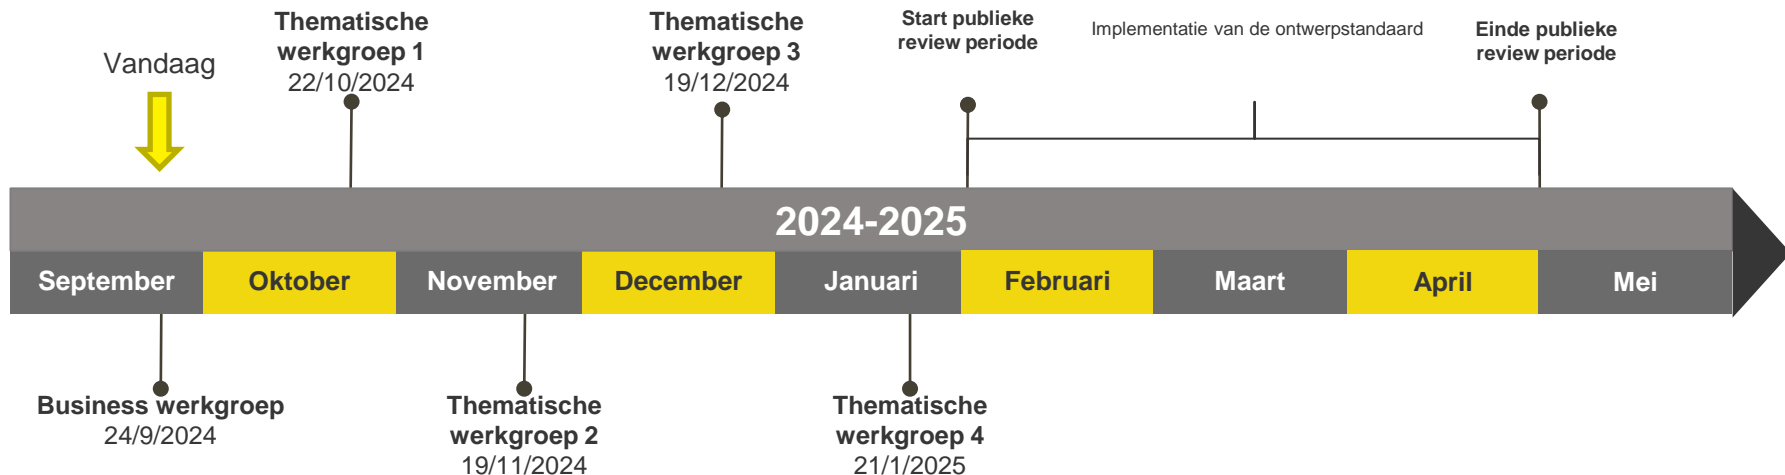 Vandaag
Thematische
werkgroep 1
22/10/2024
Thematische
werkgroep 3
19/12/2024
Start publieke
review periode
Implementatie van de ontwerpstandaard
Einde publieke
review periode
2024-2025
September
Oktober
November
December
Januari
Februari
Maart
April
Mei
Business werkgroep
24/9/2024
Thematische
werkgroep 2
19/11/2024
Thematische
werkgroep 4
21/1/2025